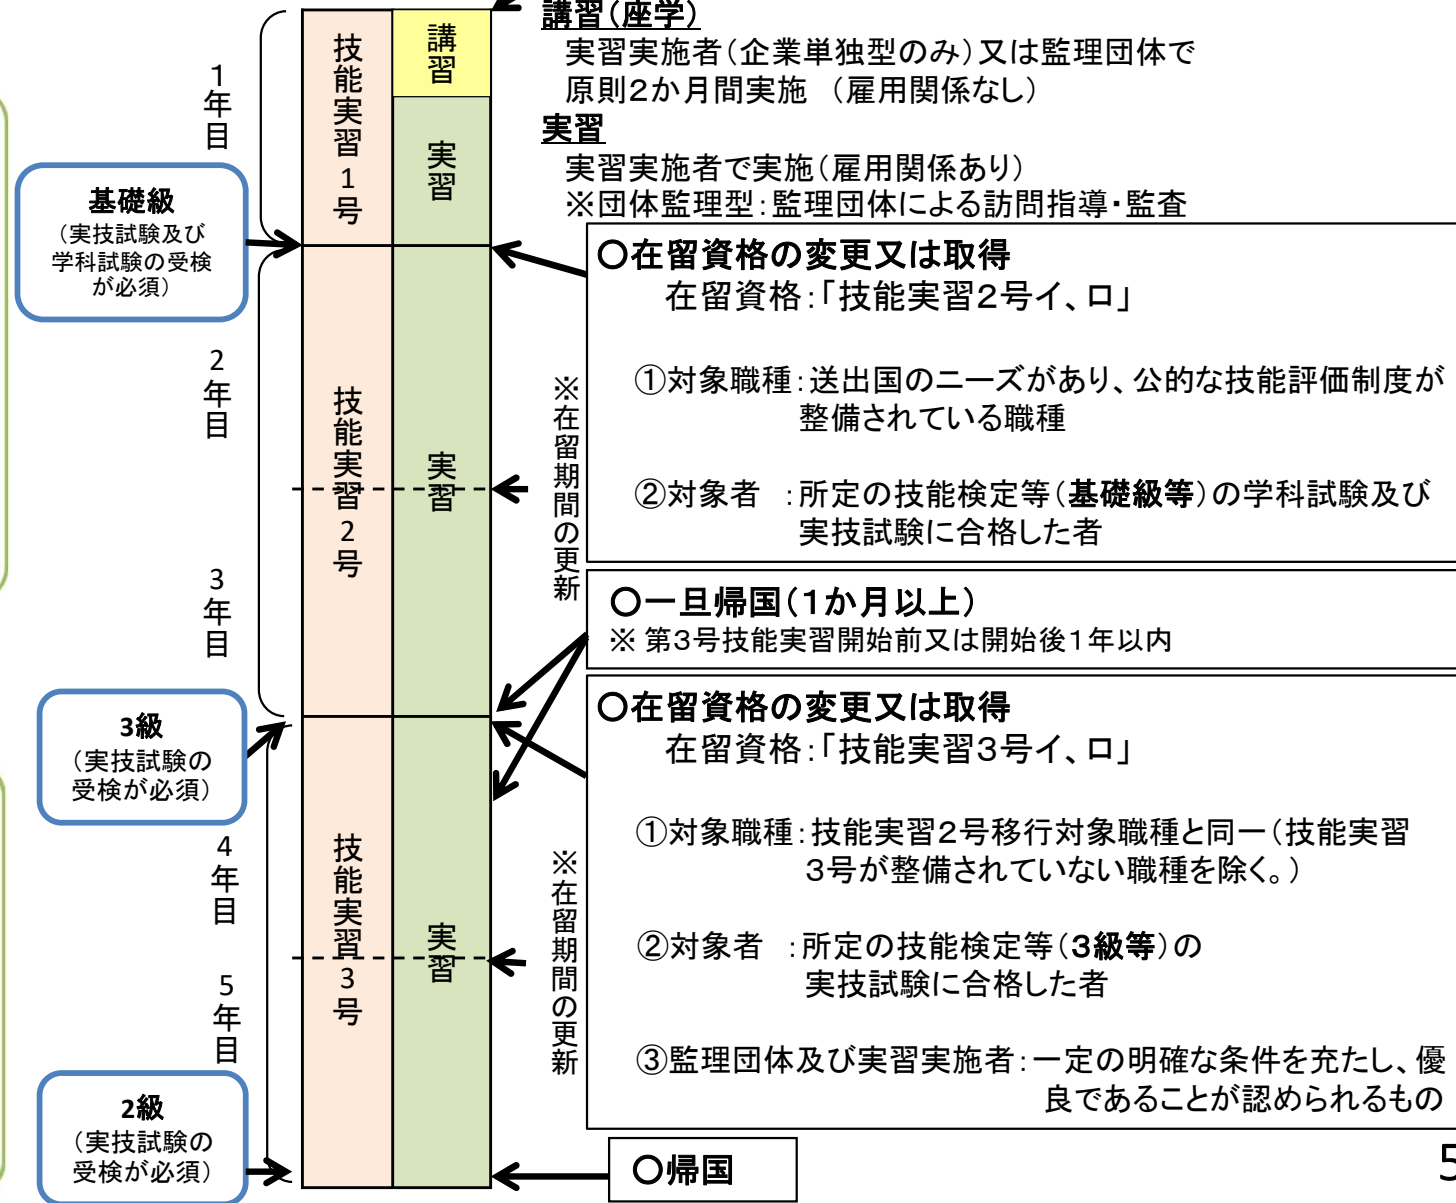 講習(座学)
実習実施者(企業単独型のみ)又は監理団体で
原則2か月間実施 (雇用関係なし)
実習
実習実施者で実施(雇用関係あり)
※団体監理型:監理団体による訪問指導・監査
1年目
技能実習1号
講習
実習
基礎級
(実技試験及び
学科試験の受検
が必須)
○在留資格の変更又は取得
在留資格:「技能実習2号イ、ロ」
①対象職種:送出国のニーズがあり、公的な技能評価制度が
整備されている職種
②対象者 :所定の技能検定等(基礎級等)の学科試験及び
実技試験に合格した者
2年目
技能実習2号
実習
※在留期間の更新
3年目
○一旦帰国(1か月以上)
※ 第3号技能実習開始前又は開始後1年以内
3級
(実技試験の
受検が必須)
○在留資格の変更又は取得
在留資格:「技能実習3号イ、ロ」
①対象職種:技能実習2号移行対象職種と同一(技能実習
3号が整備されていない職種を除く。)
②対象者 :所定の技能検定等(3級等)の
実技試験に合格した者
③監理団体及び実習実施者:一定の明確な条件を充たし、優
良であることが認められるもの
4年目
技能実習3号
実習
※在留期間の更新
5年目
2級
(実技試験の
受検が必須)
○帰国
5